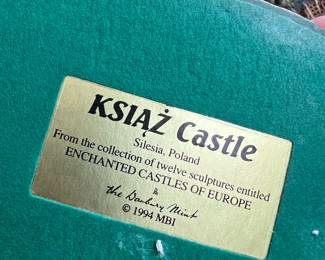 KSIĄŻ Castle
Silesia, Poland
From the collection of twelve sculptures entitled
ENCHANTED CASTLES OF EUROPE
&
the Danbury Mint
© 1994 MBI